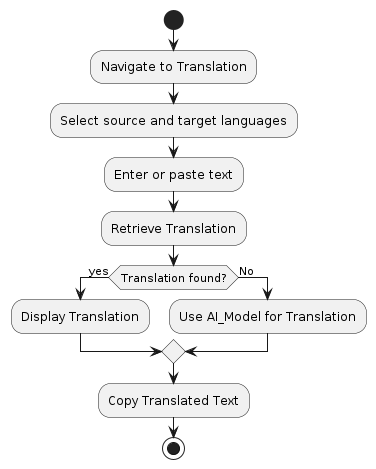 Navigate to Translation
Select source and target languages
Enter or paste text
Retrieve Translation
yes
Translation found?
No
Display Translation
Use AI_Model for Translation
Copy Translated Text